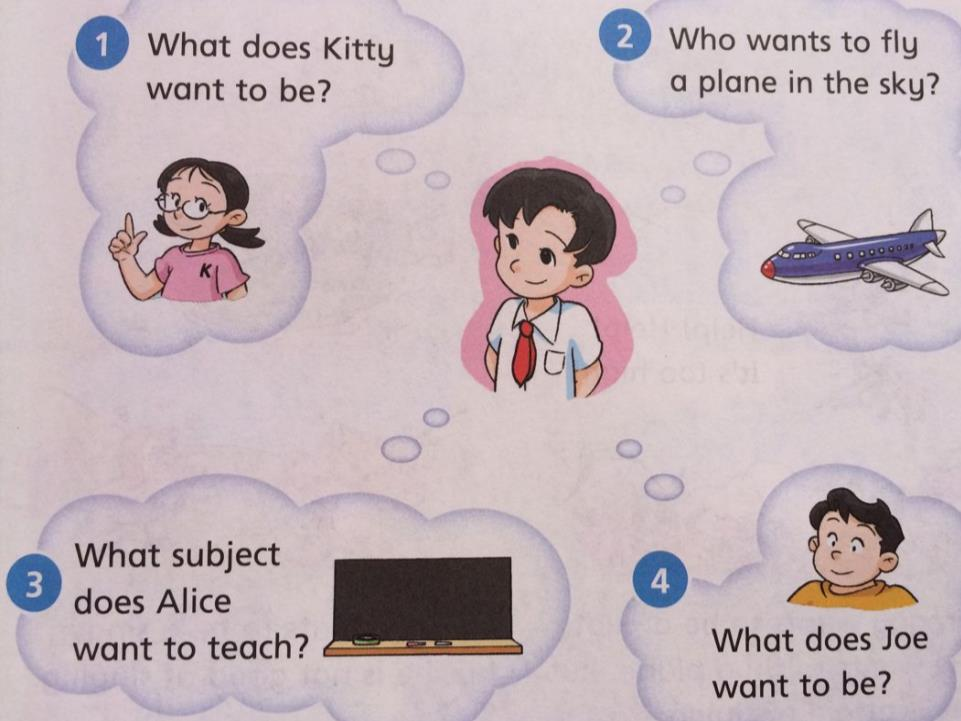 1
What does Kitty
want to be?
K
2
Who wants to fly
a plane in the sky?
3
What subject
does Alice
want to teach?
4
What does Joe
want to be?